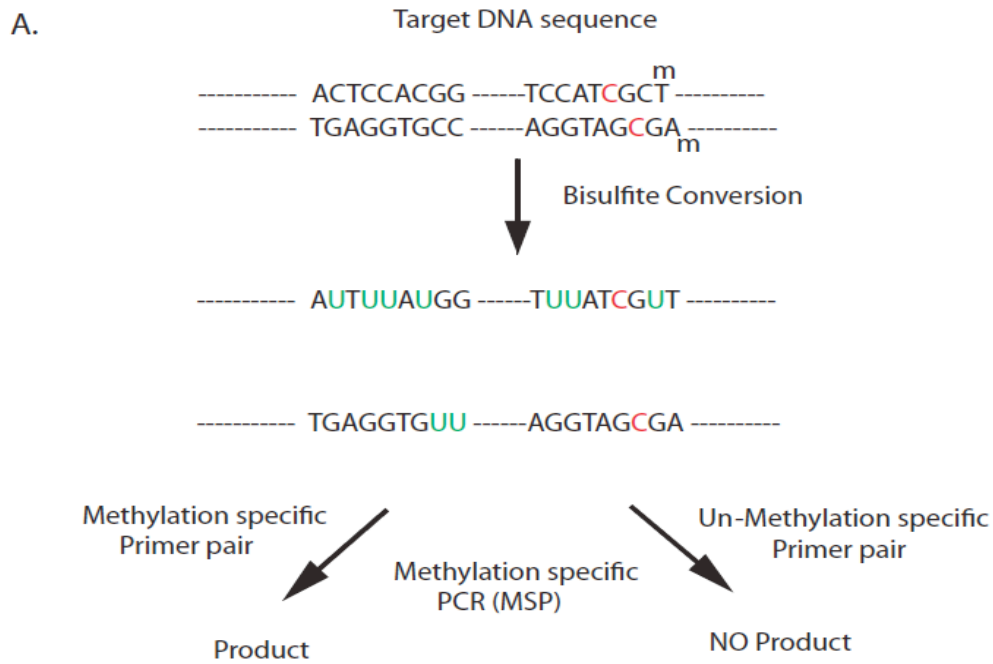 A.
Target DNA sequence
m
----------- ACTCCACGG ------TCCATCGCT ----------
----------- TGAGGTGCC ------AGGTAGCGA ----------
m
Bisulfite Conversion
----------- AUTUUAUGG ------TUUATCGUT ----------
----------- TGAGGTGUU ------AGGTAGCGA ----------
Methylation specific
Primer pair
Un-Methylation specific
Primer pair
Methylation specific
PCR (MSP)
Product
NO Product